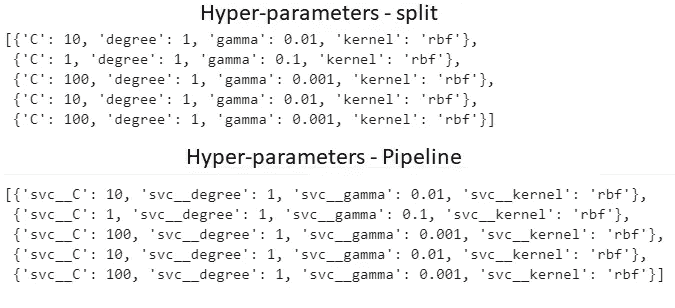 Hyper-parameters - split
[{'C': 10, 'degree': 1, 'gamma': 0.01, 'kernel': 'rbf'},
{'C': 1, 'degree': 1, 'gamma': 0.1, 'kernel': 'rbf'},
{'C': 100, 'degree': 1, 'gamma': 0.001, 'kernel': 'rbf'},
{'C': 10, 'degree': 1, 'gamma': 0.01, 'kernel': 'rbf'},
{'C': 100, 'degree': 1, 'gamma': 0.001, 'kernel': 'rbf'}]
Hyper-parameters - Pipeline
[{'svc__C': 10, 'svc__degree': 1, 'svc__gamma': 0.01, 'svc__kernel': 'rbf'},
{'svc__C': 1, 'svc__degree': 1, 'svc__gamma': 0.1, 'svc__kernel': 'rbf'},
{'svc__C': 100, 'svc__degree': 1, 'svc__gamma': 0.001, 'svc__kernel': 'rbf'},
{'svc__C': 10, 'svc__degree': 1, 'svc__gamma': 0.01, 'svc__kernel': 'rbf'},
{'svc__C': 100, 'svc__degree': 1, 'svc__gamma': 0.001, 'svc__kernel': 'rbf'}]